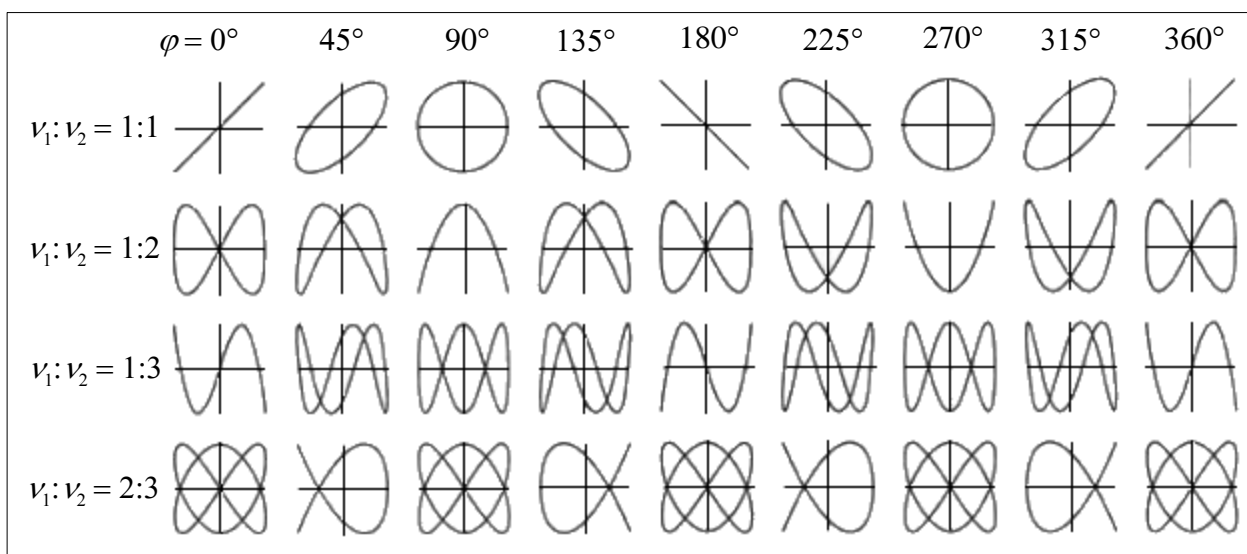 φ = 0° 45° 90° 135° 180° 225° 270° 315° 360°
ν₁:ν₂ = 1:1
ν₁:ν₂ = 1:2
ν₁:ν₂ = 1:3
ν₁:ν₂ = 2:3